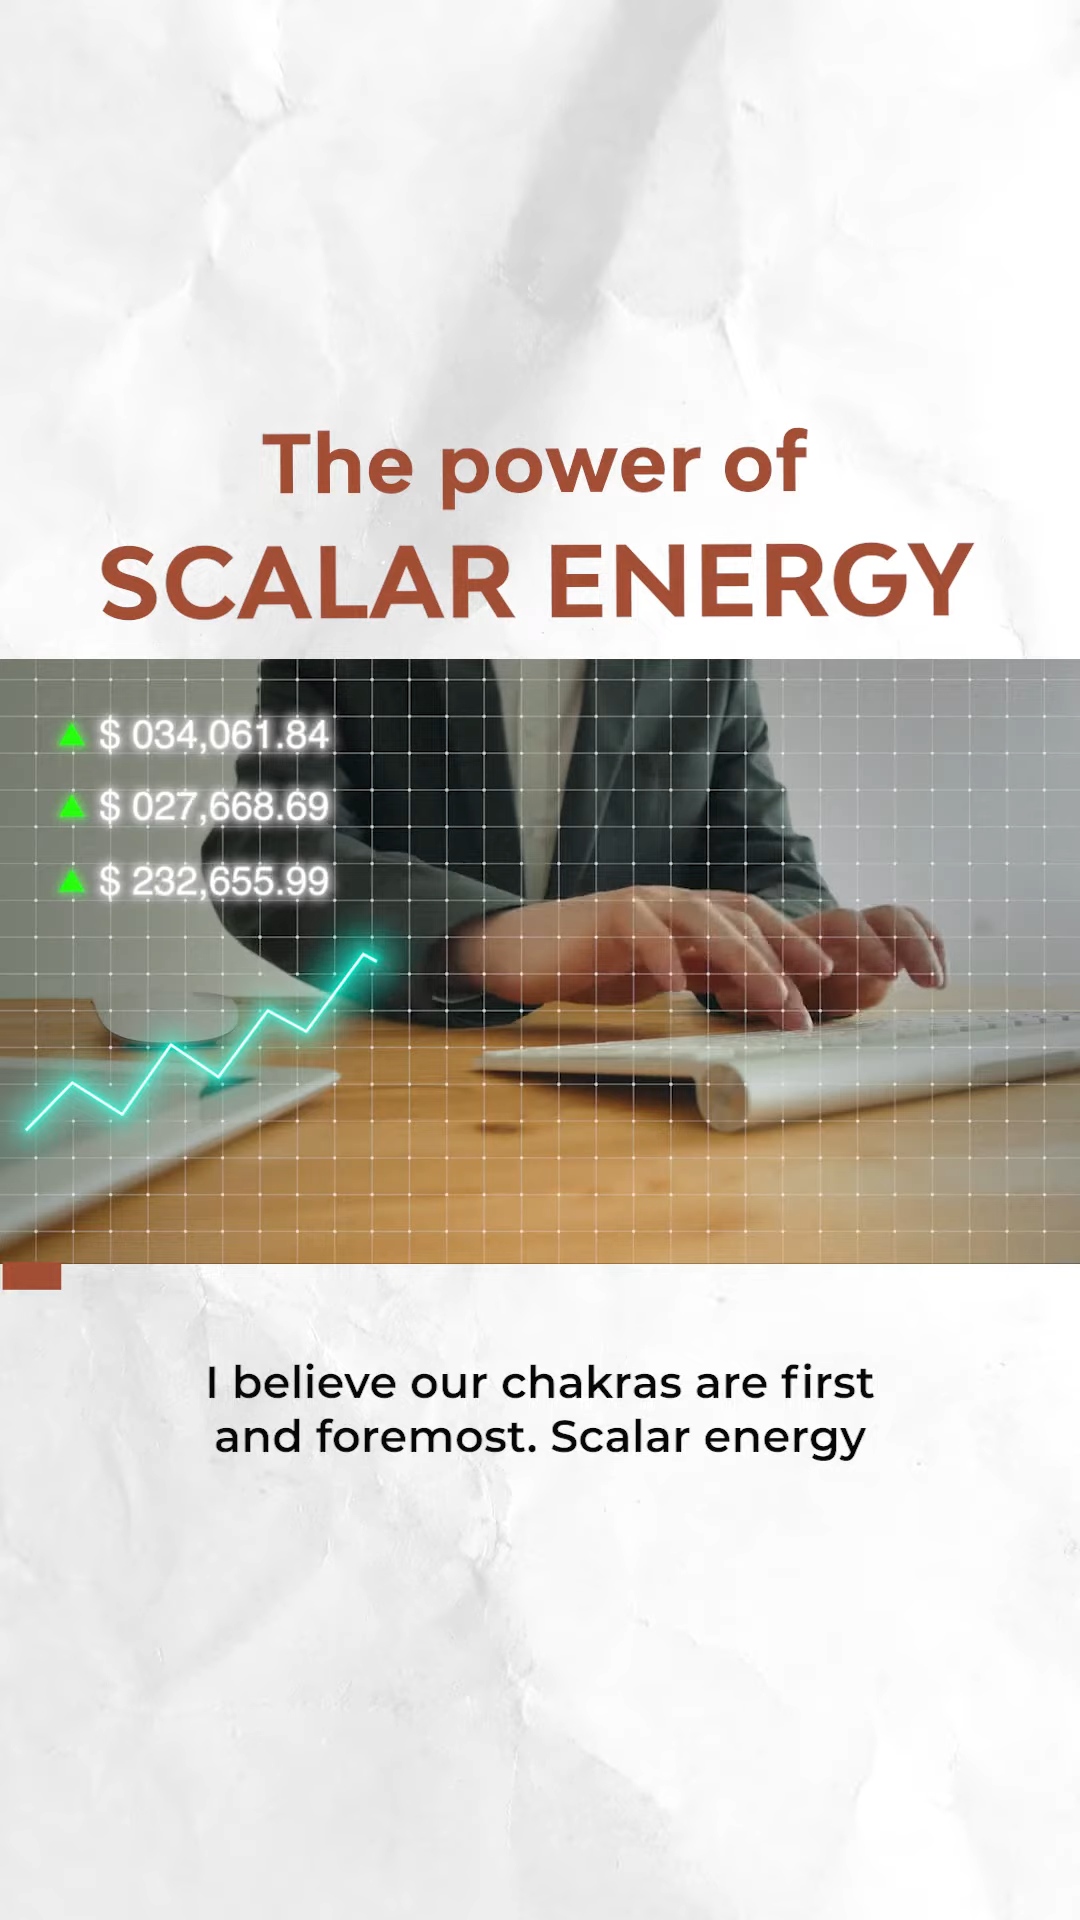 The power of
SCALAR ENERGY
$ 034,061.84
$ 027,668.69
$ 232,655.99
I believe our chakras are first
and foremost. Scalar energy